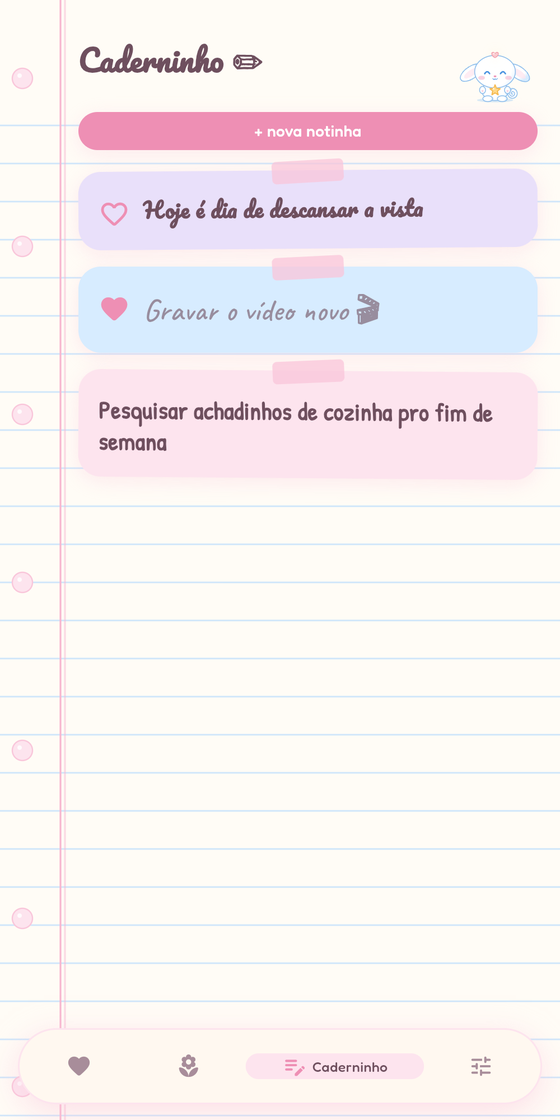 Caderninho ✏
+ nova notinha
Hoje é dia de descansar a vista
Gravar o vídeo novo 🎬
Pesquisar achadinhos de cozinha pro fim de
semana
Caderninho